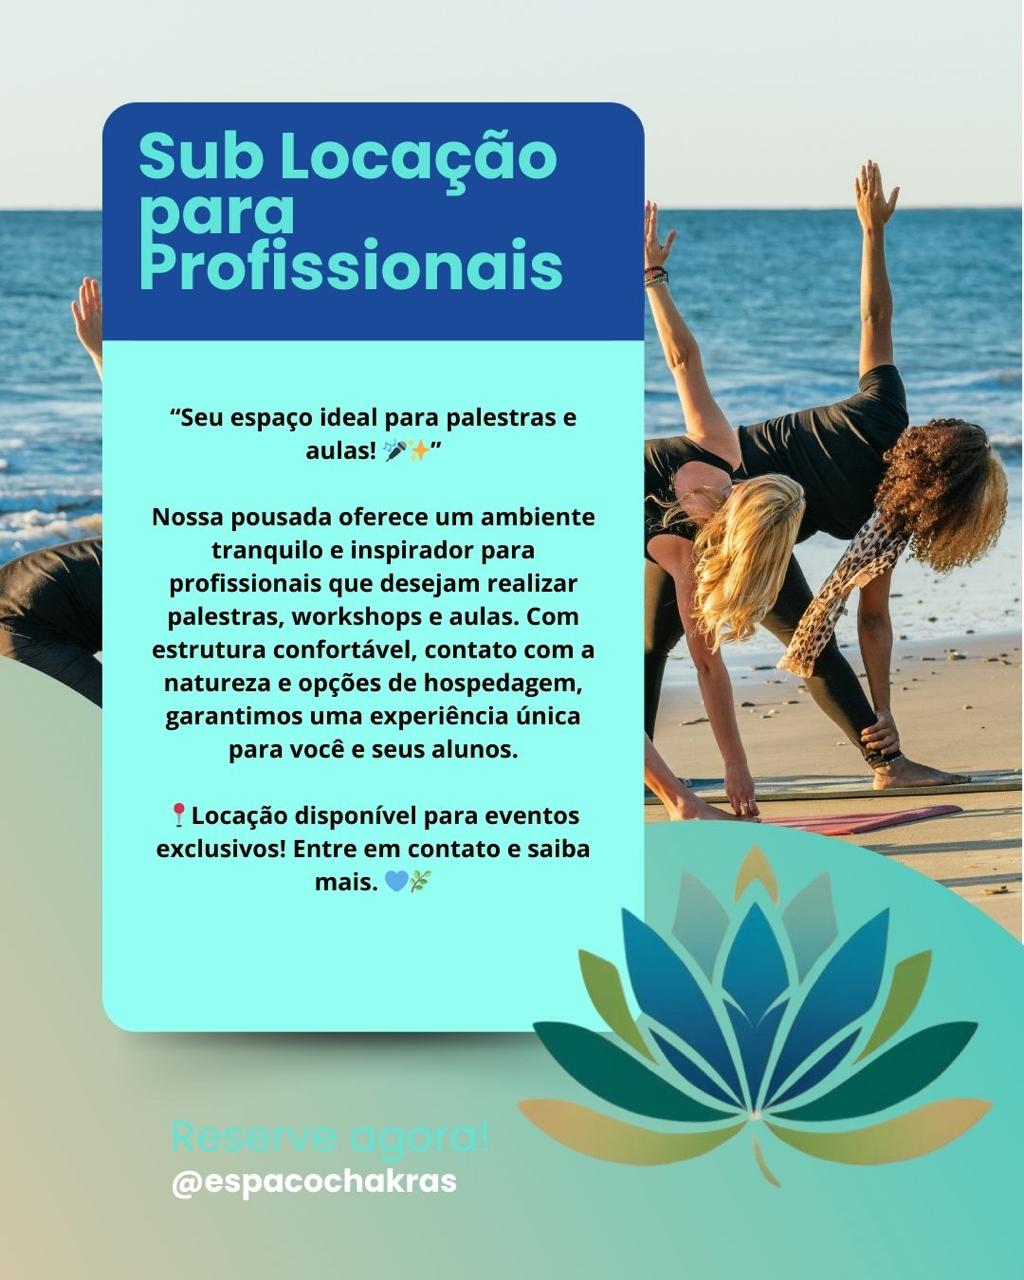 Sub Locação
para
Profissionais
“Seu espaço ideal para palestras e
aulas! 🎤✨”
Nossa pousada oferece um ambiente
tranquilo e inspirador para
profissionais que desejam realizar
palestras, workshops e aulas. Com
estrutura confortável, contato com a
natureza e opções de hospedagem,
garantimos uma experiência única
para você e seus alunos.
📍Locação disponível para eventos
exclusivos! Entre em contato e saiba
mais. 💙🌿
Reserve agora!
@espacochakras